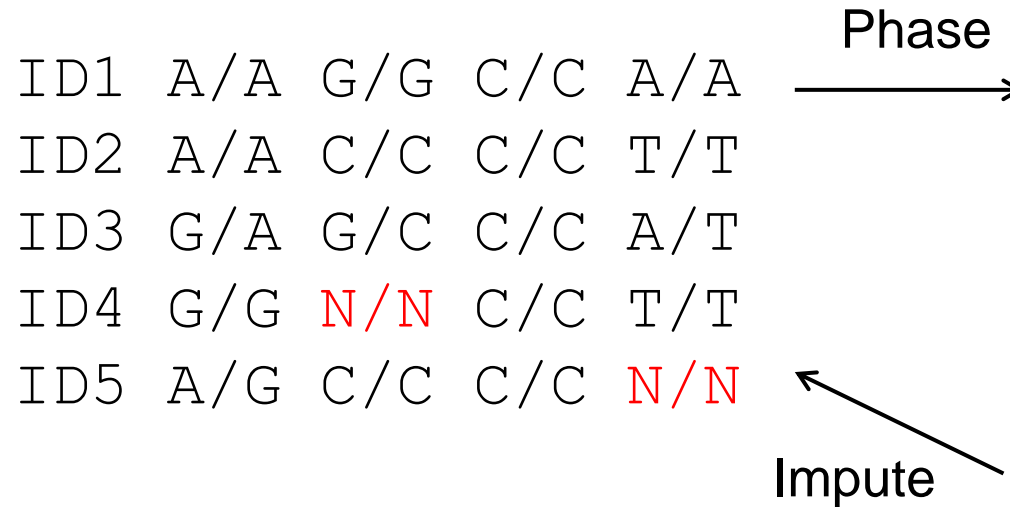 Phase
ID1 A/A G/G C/C A/A
ID2 A/A C/C C/C T/T
ID3 G/A G/C C/C A/T
ID4 G/G N/N C/C T/T
ID5 A/G C/C C/C N/N
Impute